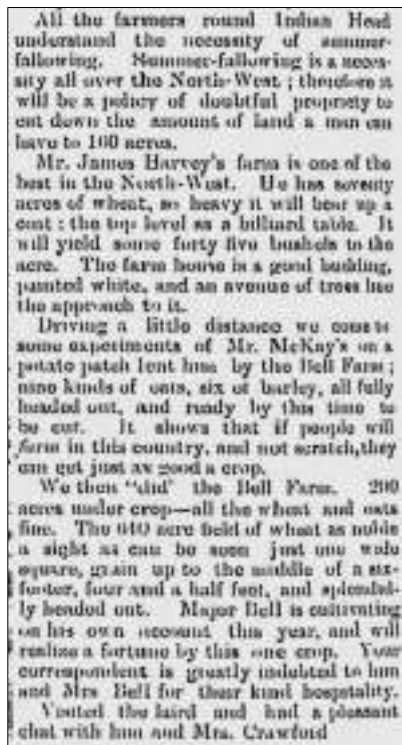 All the farmers round Indian Head
understand the necessity of summer-
fallowing. Summer-fallowing is a neces-
sity all over the North-West ; therefore it
will be a policy of doubtful propriety to
cut down the amount of land a man can
have to 160 acres.
Mr. James Harvey's farm is one of the
best in the North-West. He has seventy
acres of wheat, so heavy it will bear up a
coat : the top level as a billiard table. It
will yield some forty five bushels to the
acre. The farm house is a good building,
painted white, and an avenue of trees line
the approach to it.
Driving a little distance we come to
some experiments of Mr. McKay's on a
potato patch lent him by the Bell Farm ;
nine kinds of oats, six of barley, all fully
headed out, and ready by this time to
be cut. It shows that if people will
farm in this country, and not scratch, they
can get just as good a crop.
We then "did" the Bell Farm.
acres under crop—all the wheat and oats
fine. The 640 acre field of wheat as noble
a sight as can be seen just one wide
square, grain up to the middle of a six-
footer, four and a half feet, and splendid-
ly headed out. Major Bell is cultivating
on his own account this year, and will
realize a fortune by this one crop. Your
correspondent is greatly indebted to him
and Mrs Bell for their kind hospitality.
Visited the laird and had a pleasant
chat with him and Mrs. Crawford